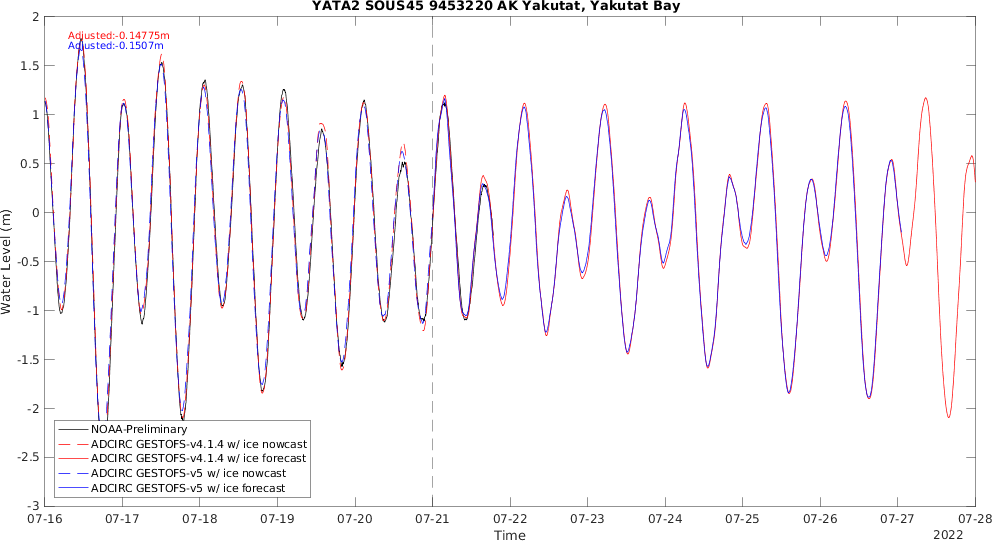 YATA2 SOUS45 9453220 AK Yakutat, Yakutat Bay
Adjusted:-0.14775m
Adjusted:-0.1507m
Water Level (m)
2
1.5
1
0.5
0
-0.5
-1
-1.5
-2
-2.5
-3
NOAA-Preliminary
ADCIRC GESTOFS-v4.1.4 w/ ice nowcast
ADCIRC GESTOFS-v4.1.4 w/ ice forecast
ADCIRC GESTOFS-v5 w/ ice nowcast
ADCIRC GESTOFS-v5 w/ ice forecast
07-16 07-17 07-18 07-19 07-20 07-21 07-22 07-23 07-24 07-25 07-26 07-27 07-28
Time
2022